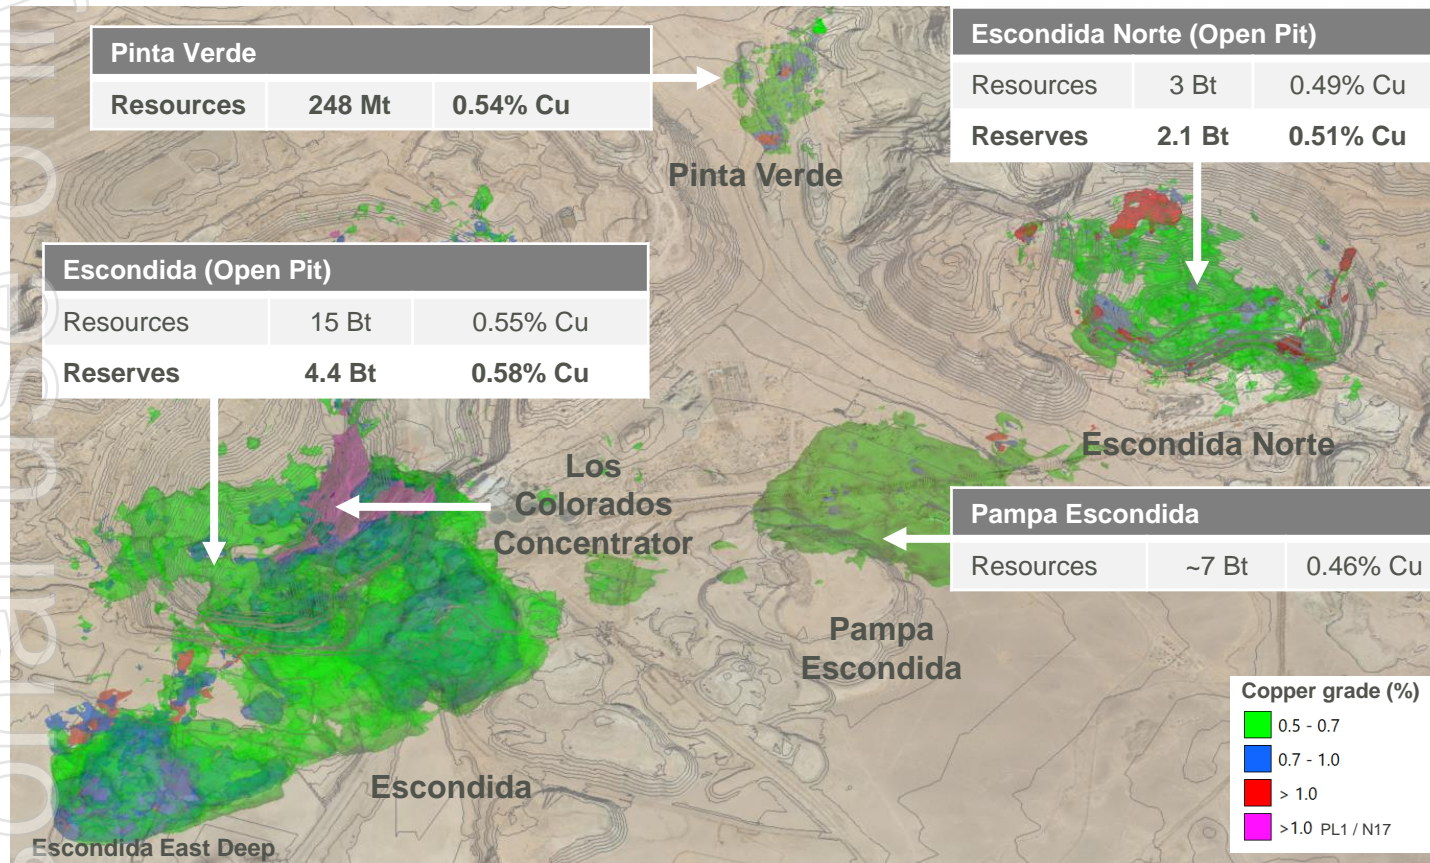 Pinta Verde
Resources 248 Mt 0.54% Cu
Escondida Norte (Open Pit)
Resources 3 Bt 0.49% Cu
Reserves 2.1 Bt 0.51% Cu
Pinta Verde
Escondida (Open Pit)
Resources 15 Bt 0.55% Cu
Reserves 4.4 Bt 0.58% Cu
Escondida Norte
Los
Colorados
Concentrator
Pampa Escondida
Resources ~7 Bt 0.46% Cu
Pampa
Escondida
Escondida
Escondida East Deep
Copper grade (%)
0.5 - 0.7
0.7 - 1.0
> 1.0
>1.0 PL1 / N17